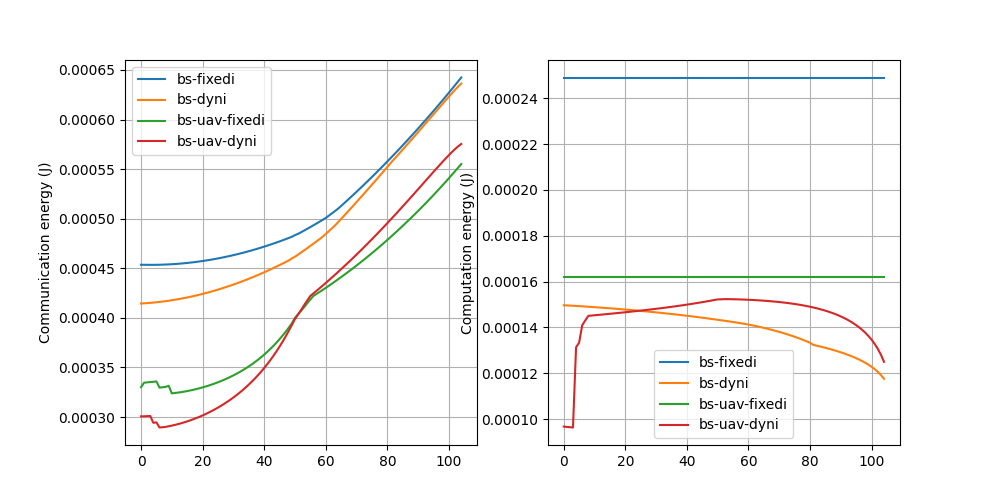 Communication energy (J)
0.00065
0.00060
0.00055
0.00050
0.00045
0.00040
0.00035
0.00030
0 20 40 60 80 100
bs-fixedi
bs-dyni
bs-uav-fixedi
bs-uav-dyni
Computation energy (J)
0.00024
0.00022
0.00020
0.00018
0.00016
0.00014
0.00012
0.00010
0 20 40 60 80 100
bs-fixedi
bs-dyni
bs-uav-fixedi
bs-uav-dyni